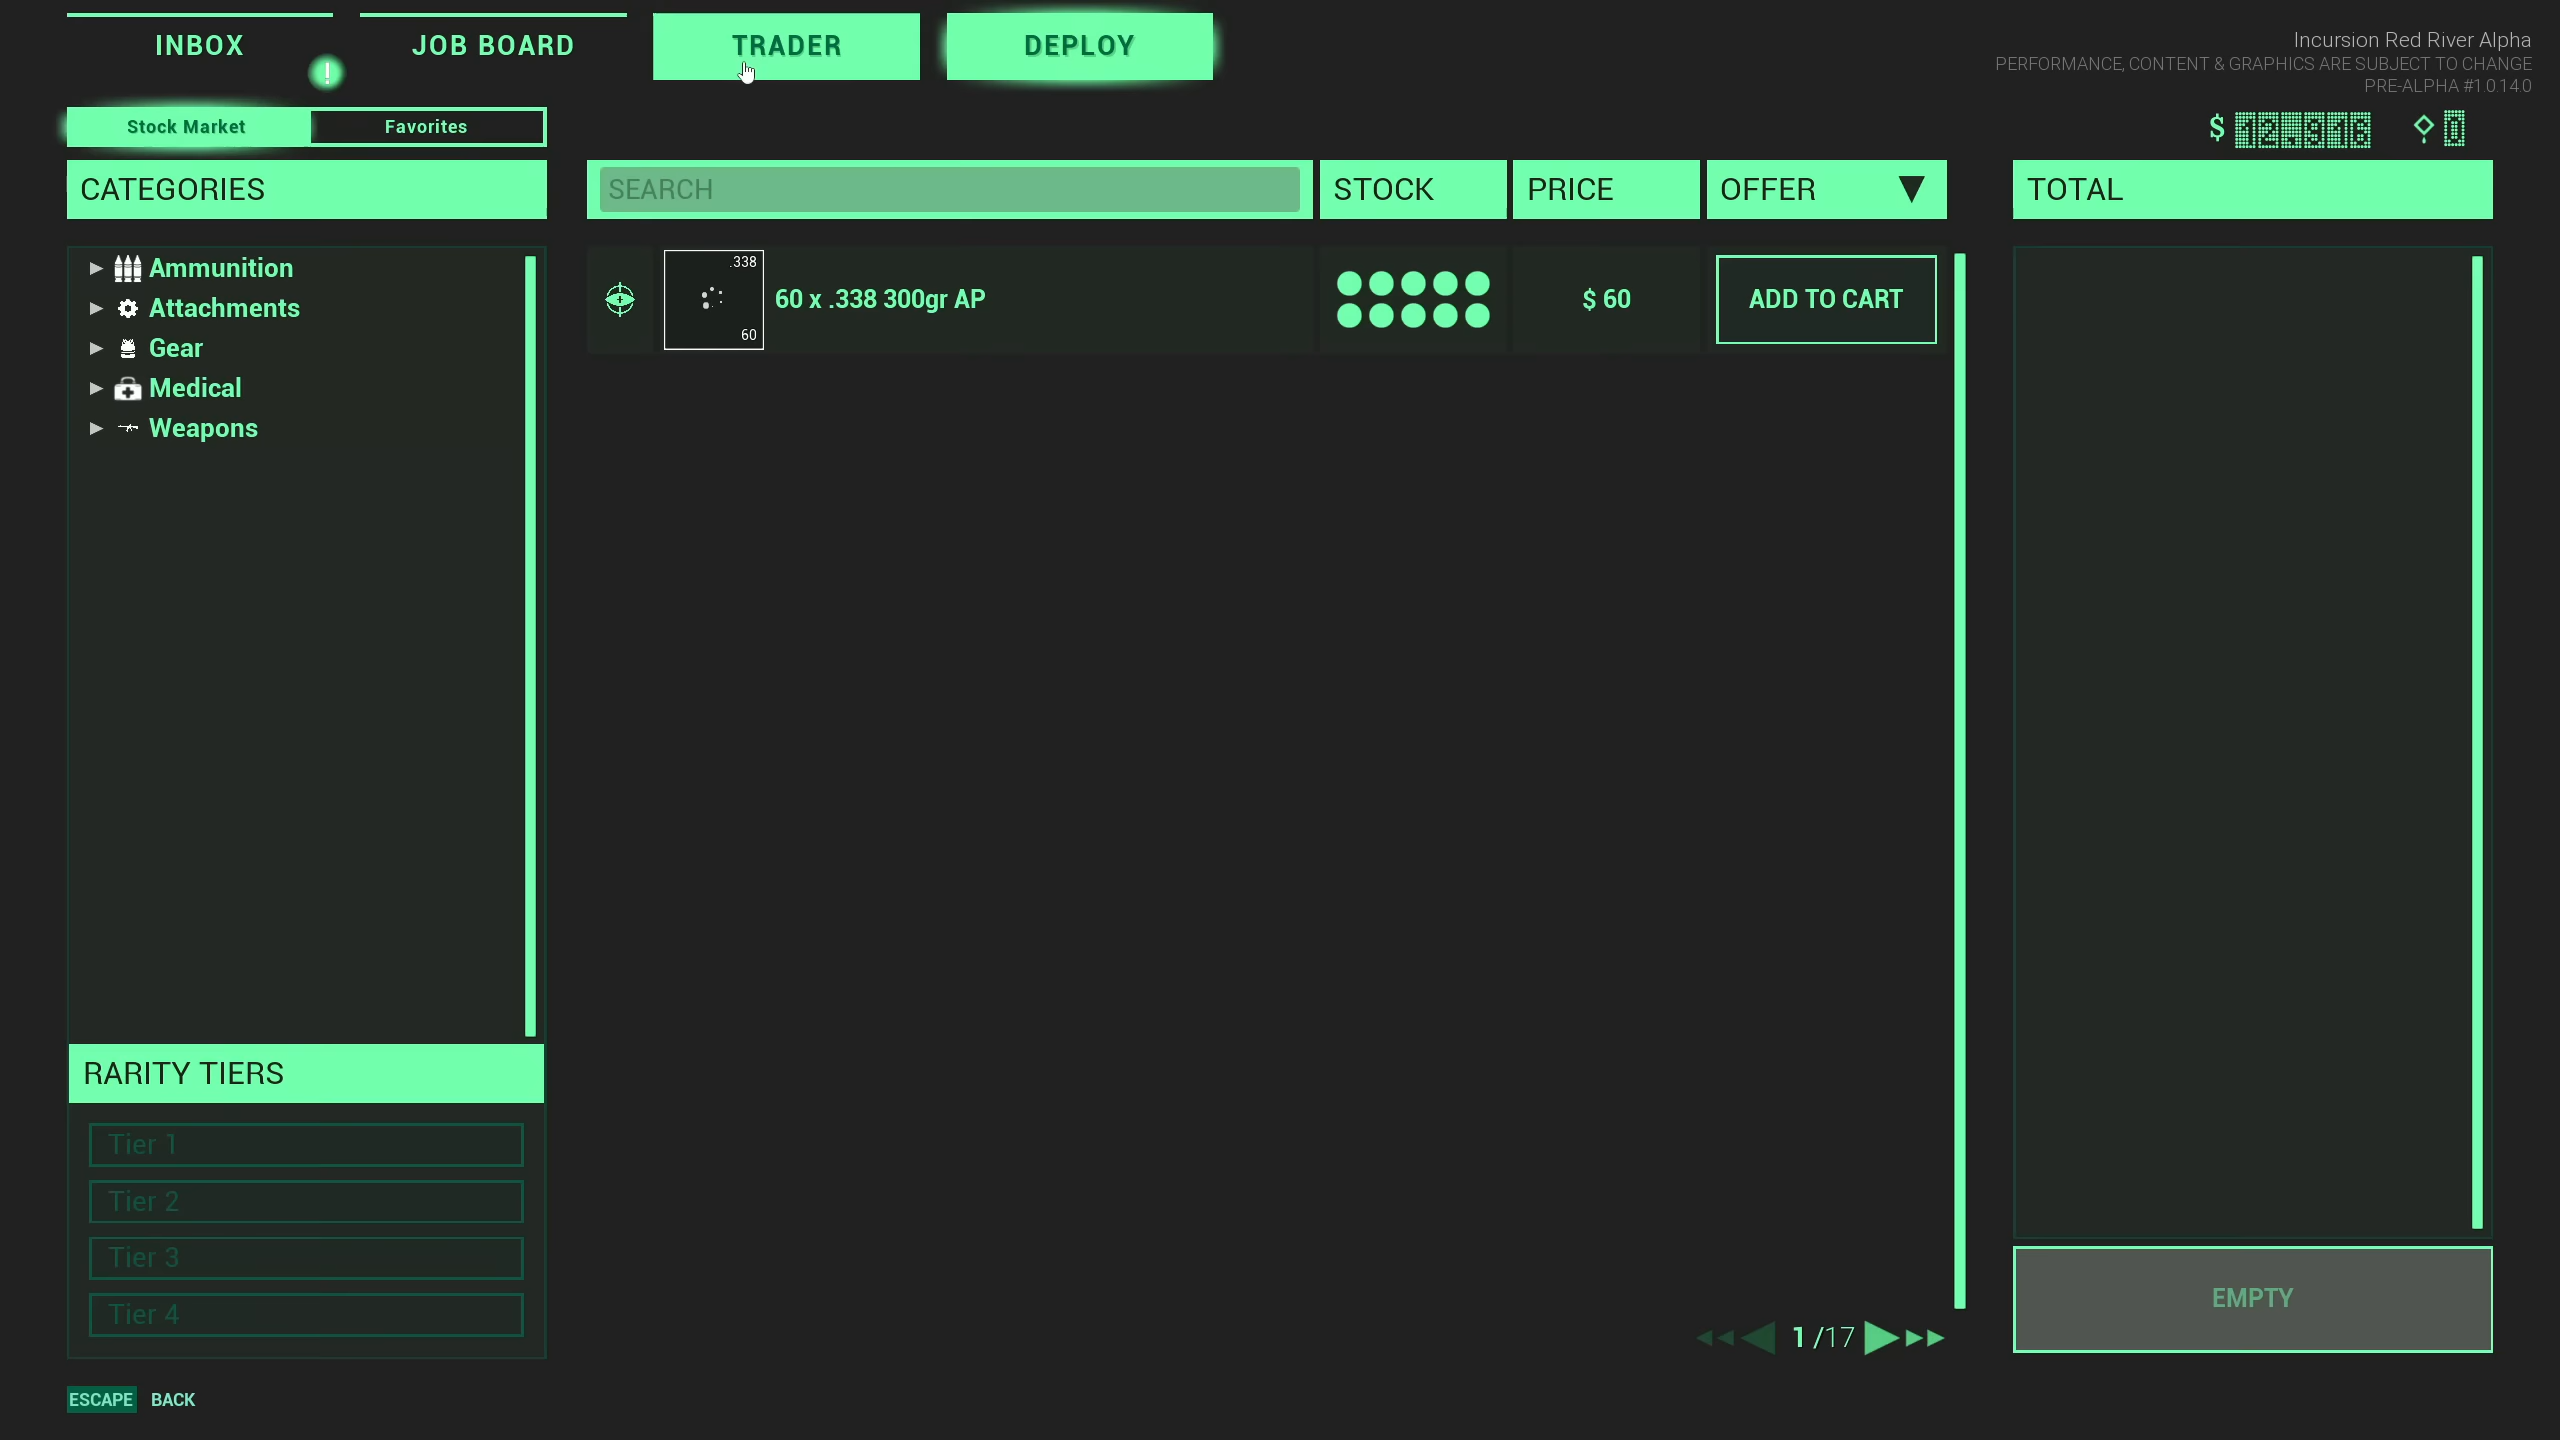 INBOX
JOB BOARD
TRADER
DEPLOY
!
Incursion Red River Alpha
PERFORMANCE, CONTENT & GRAPHICS ARE SUBJECT TO CHANGE
PRE-ALPHA #1.0.14.0
Stock Market
Favorites
$
0
CATEGORIES
SEARCH
STOCK
PRICE
OFFER ▼
TOTAL
Ammunition
Attachments
Gear
Medical
Weapons
.338
60
60 x .338 300gr AP
$ 60
ADD TO CART
RARITY TIERS
Tier 1
Tier 2
Tier 3
Tier 4
1 /17
EMPTY
ESCAPE BACK